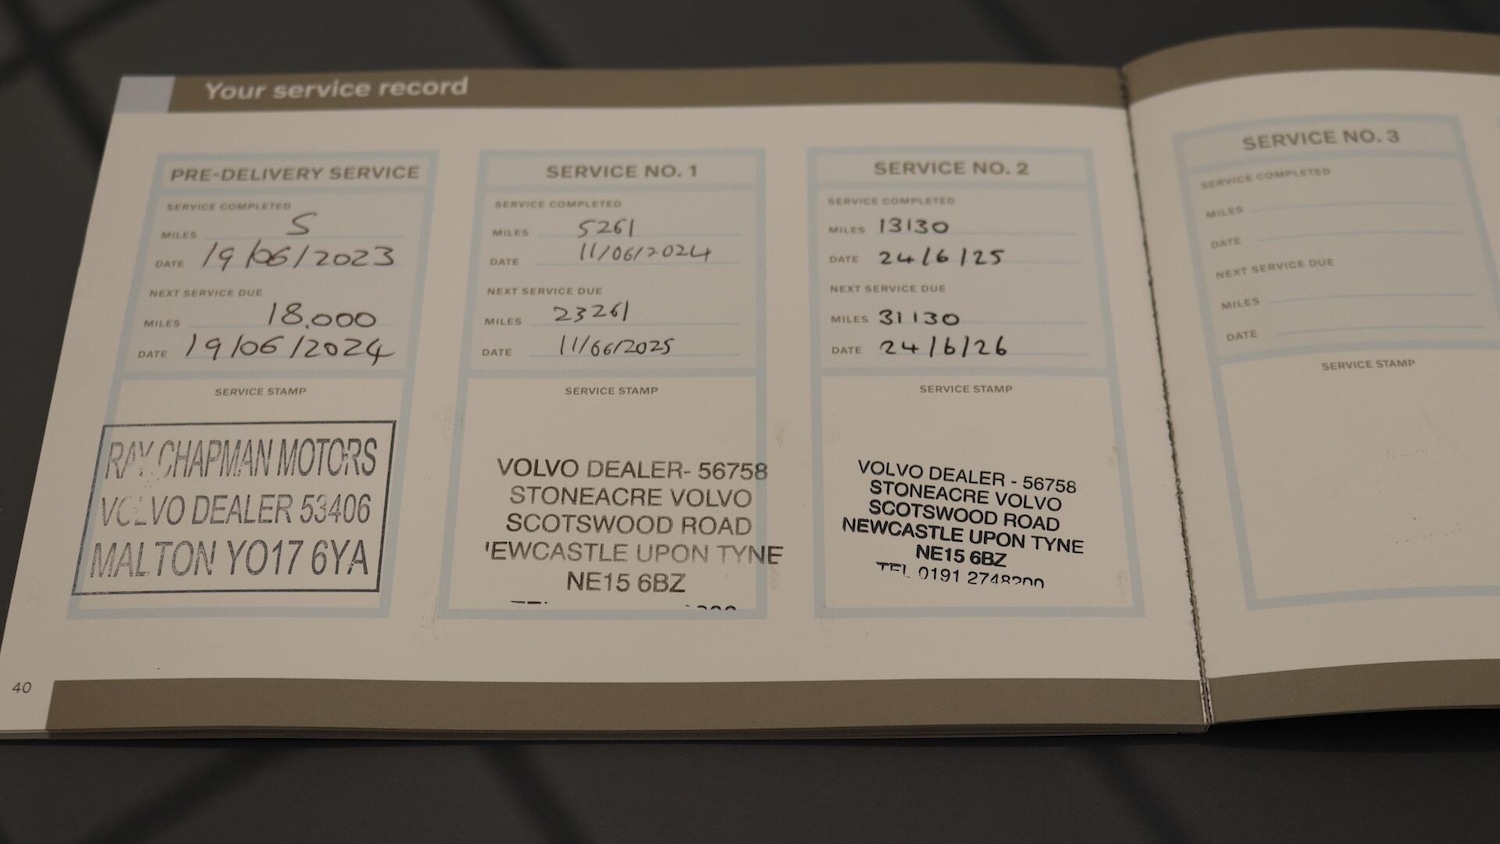 Your service record
PRE-DELIVERY SERVICE
SERVICE COMPLETED
MILES 5
DATE 19/06/2023
NEXT SERVICE DUE
MILES 18,000
DATE 19/06/2024
SERVICE STAMP
RAY CHAPMAN MOTORS
VOLVO DEALER 53406
MALTON YO17 6YA
SERVICE NO. 1
SERVICE COMPLETED
MILES 5261
DATE 11/06/2024
NEXT SERVICE DUE
MILES 23261
DATE 11/06/2025
SERVICE STAMP
VOLVO DEALER- 56758
STONEACRE VOLVO
SCOTSWOOD ROAD
'EWCASTLE UPON TYNE
NE15 6BZ
SERVICE NO. 2
SERVICE COMPLETED
MILES 13130
DATE 24/6/25
NEXT SERVICE DUE
MILES 31130
DATE 24/6/26
SERVICE STAMP
VOLVO DEALER - 56758
STONEACRE VOLVO
SCOTSWOOD ROAD
NEWCASTLE UPON TYNE
NE15 6BZ
TEL 0191 2748200
SERVICE NO. 3
SERVICE COMPLETED
MILES
DATE
NEXT SERVICE DUE
MILES
DATE
SERVICE STAMP
40